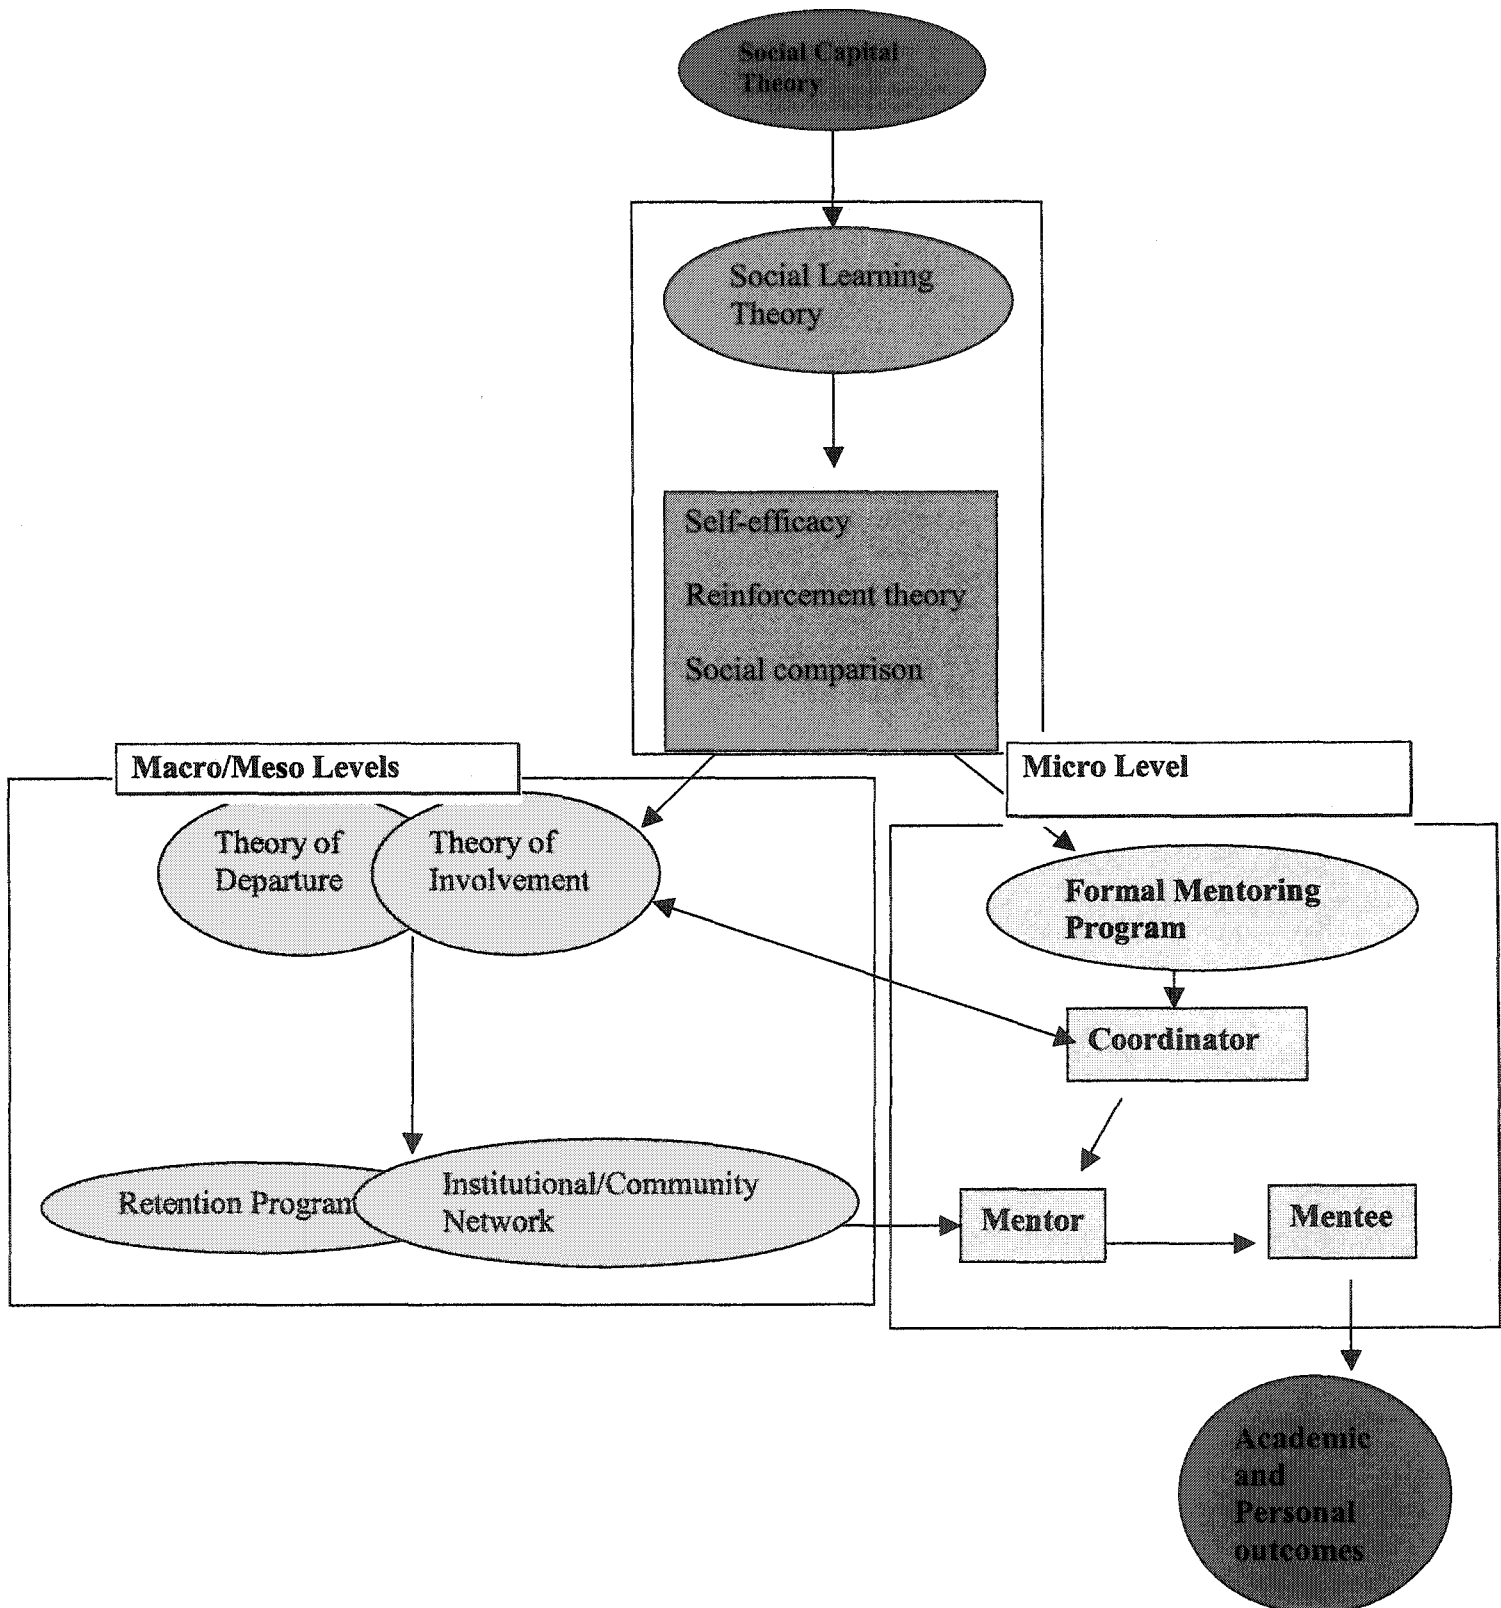 Social Capital
Theory
Social Learning
Theory
Self-efficacy
Reinforcement theory
Social comparison
Macro/Meso Levels
Micro Level
Theory of
Departure
Theory of
Involvement
Formal Mentoring
Program
Coordinator
Retention Program
Institutional/Community
Network
Mentor
Mentee
Academic
and
Personal
outcomes